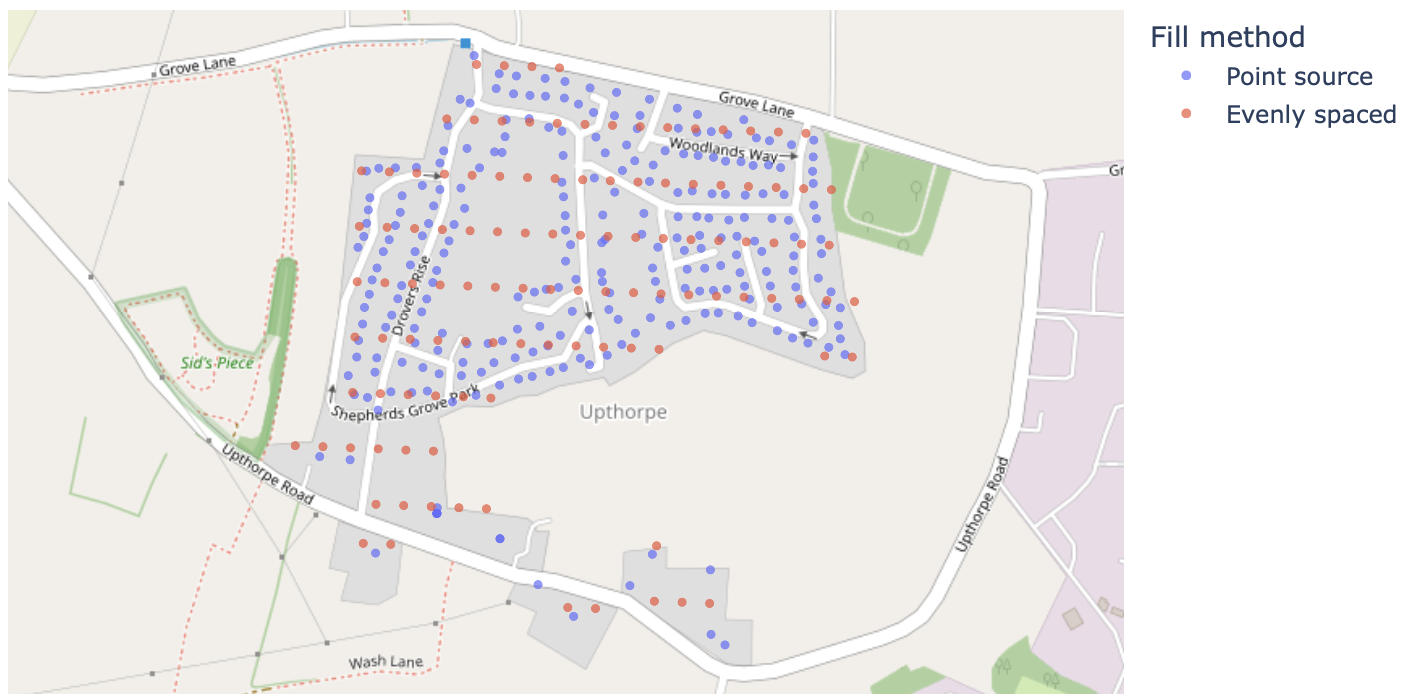 Fill method
Point source
Evenly spaced
Grove Lane
Grove Lane
Woodlands Way
Gr
Drovers Rise
Sid's Piece
Shepherds Grove Park
Upthorpe
Upthorpe Road
Upthorpe Road
Wash Lane